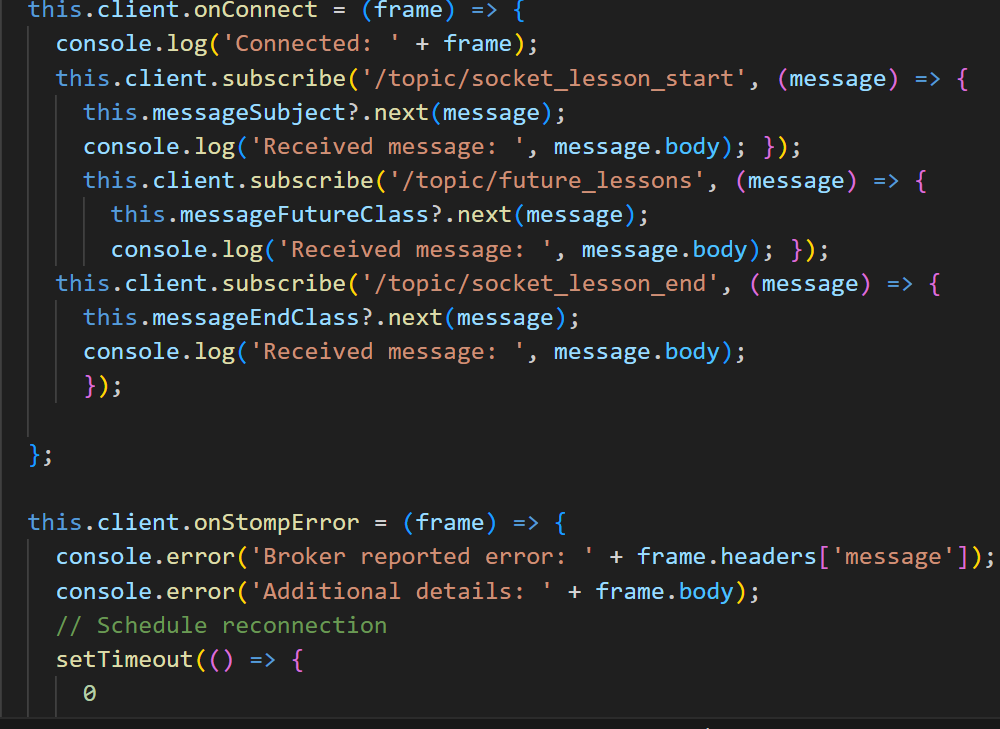 this.client.onConnect = (frame) => {
console.log('Connected: ' + frame);
this.client.subscribe('/topic/socket_lesson_start', (message) => {
this.messageSubject?.next(message);
console.log('Received message: ', message.body); });
this.client.subscribe('/topic/future_lessons', (message) => {
this.messageFutureClass?.next(message);
console.log('Received message: ', message.body); });
this.client.subscribe('/topic/socket_lesson_end', (message) => {
this.messageEndClass?.next(message);
console.log('Received message: ', message.body);
});
};
this.client.onStompError = (frame) => {
console.error('Broker reported error: ' + frame.headers['message']);
console.error('Additional details: ' + frame.body);
// Schedule reconnection
setTimeout(() => {
0